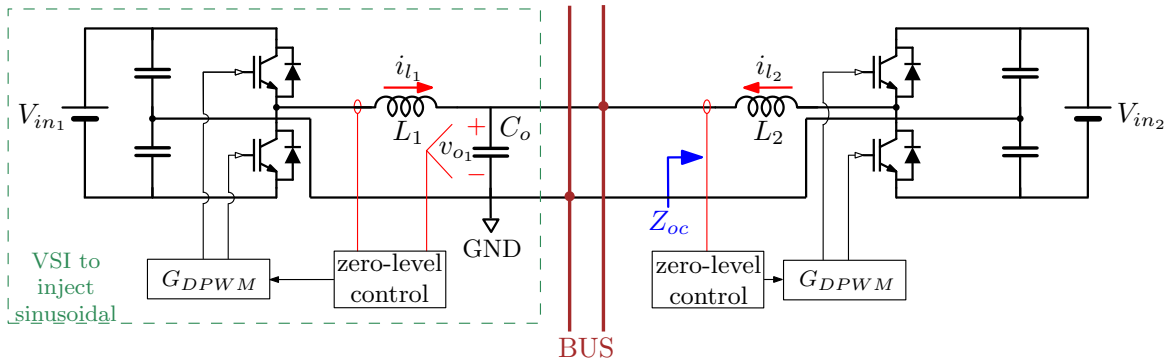 i_{l_1}
i_{l_2}
V_{in_1}
L_1
+
C_o
v_{o_1}
−
L_2
V_{in_2}
Z_{oc}
GND
VSI to
inject
sinusoidal
G_{DPWM}
zero-level
control
zero-level
control
G_{DPWM}
BUS